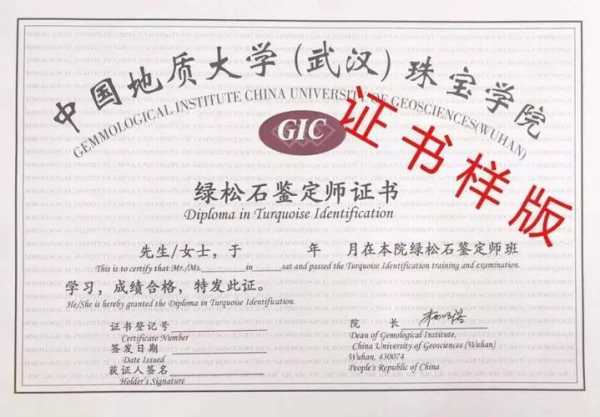 中国地质大学(武汉)珠宝学院
GEMMOLOGICAL INSTITUTE CHINA UNIVERSITY OF GEOSCIENCES(WUHAN)
GIC
证书样版
绿松石鉴定师证书
Diploma in Turquoise Identification
先生/女士，于 年 月在本院绿松石鉴定师班
This is to certify that Mr./Ms. in sat and passed the Turquoise Identification training and examination.
学习，成绩合格，特发此证。
He/She is hereby granted the Diploma in Turquoise Identification.
证书登记号
Certificate Number
签发日期
Date Issued
获证人签名
Holder's Signature
院 长
Dean of Gemological Institute,
China University of Geosciences (Wuhan)
Wuhan, 430074
People's Republic of China